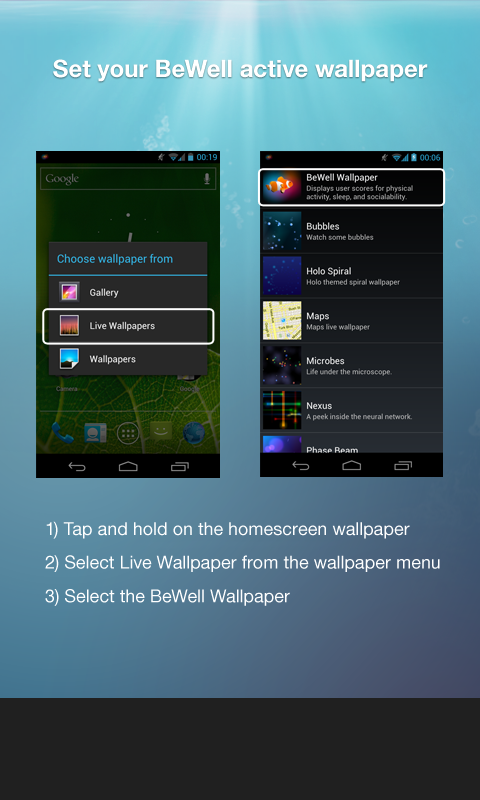 Set your BeWell active wallpaper
00:19
Google
Choose wallpaper from
Gallery
Live Wallpapers
Wallpapers
Camera
00:06
BeWell Wallpaper
Displays user scores for physical
activity, sleep, and socialability.
Bubbles
Watch some bubbles
Holo Spiral
Holo themed spiral wallpaper
Maps
Maps live wallpaper
Microbes
Life under the microscope.
Nexus
A peek inside the neural network.
Phase Beam
1) Tap and hold on the homescreen wallpaper
2) Select Live Wallpaper from the wallpaper menu
3) Select the BeWell Wallpaper